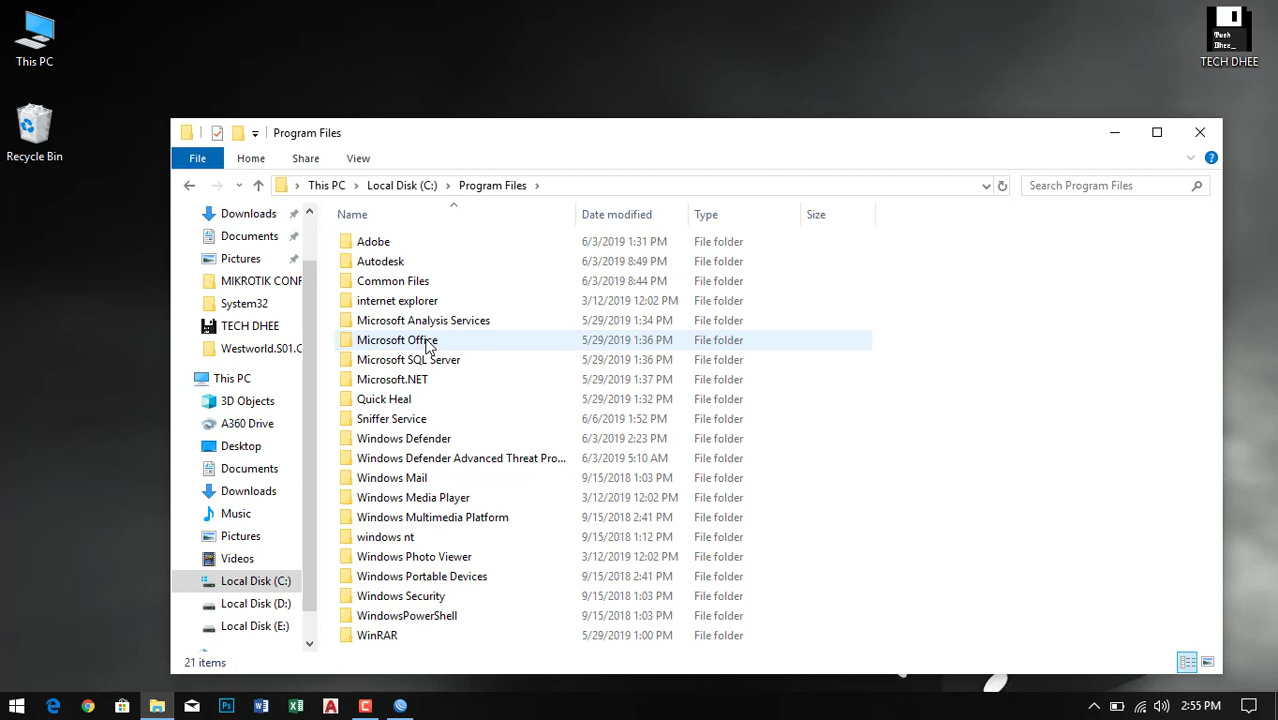 This PC
Recycle Bin
Tech
Dhee_
TECH DHEE
Program Files
File Home Share View
This PC Local Disk (C:) Program Files
Search Program Files
Name Date modified Type Size
Downloads
Documents
Pictures
MIKROTIK CONF
System32
TECH DHEE
Westworld.S01.C
This PC
3D Objects
A360 Drive
Desktop
Documents
Downloads
Music
Pictures
Videos
Local Disk (C:)
Local Disk (D:)
Local Disk (E:)
Adobe 6/3/2019 1:31 PM File folder
Autodesk 6/3/2019 8:49 PM File folder
Common Files 6/3/2019 8:44 PM File folder
internet explorer 3/12/2019 12:02 PM File folder
Microsoft Analysis Services 5/29/2019 1:34 PM File folder
Microsoft Office 5/29/2019 1:36 PM File folder
Microsoft SQL Server 5/29/2019 1:36 PM File folder
Microsoft.NET 5/29/2019 1:37 PM File folder
Quick Heal 5/29/2019 1:32 PM File folder
Sniffer Service 6/6/2019 1:52 PM File folder
Windows Defender 6/3/2019 2:23 PM File folder
Windows Defender Advanced Threat Pro... 6/3/2019 5:10 AM File folder
Windows Mail 9/15/2018 1:03 PM File folder
Windows Media Player 3/12/2019 12:02 PM File folder
Windows Multimedia Platform 9/15/2018 2:41 PM File folder
windows nt 9/15/2018 1:12 PM File folder
Windows Photo Viewer 3/12/2019 12:02 PM File folder
Windows Portable Devices 9/15/2018 2:41 PM File folder
Windows Security 9/15/2018 1:03 PM File folder
WindowsPowerShell 9/15/2018 1:03 PM File folder
WinRAR 5/29/2019 1:00 PM File folder
21 items
2:55 PM